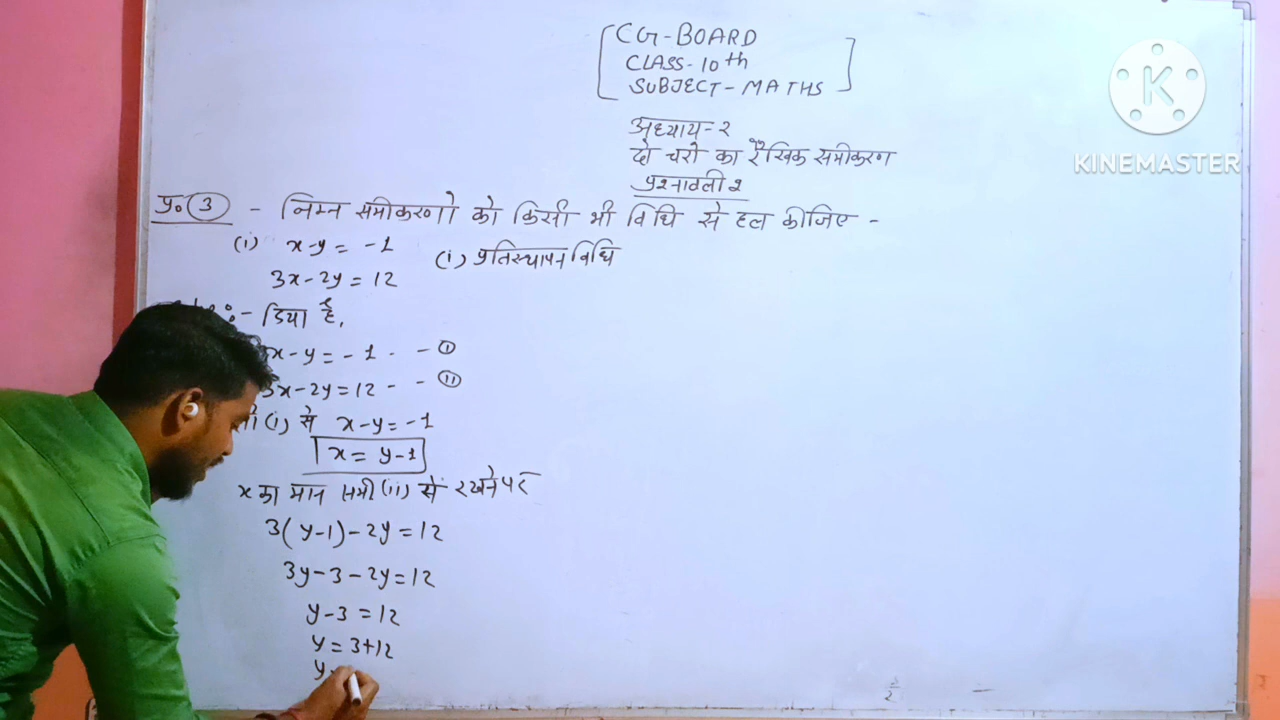 CG-BOARD
CLASS-10th
SUBJECT-MATHS
K
KINEMASTER
अध्याय-२
दो चरो का रैखिक समीकरण
प्रश्नावली २
प्र० (3) - निम्न समीकरणो को किसी भी विधि से हल कीजिए -
(i) x-y = -1 (i) प्रतिस्थापन विधि
3x-2y = 12
:- दिया है,
x-y = -1 - - (i)
3x-2y = 12 - - (ii)
(i) से x-y = -1
x = y-1
x का मान समी (ii) में रखने पर
3(y-1)-2y = 12
3y-3-2y = 12
y-3 = 12
y = 3+12
y =